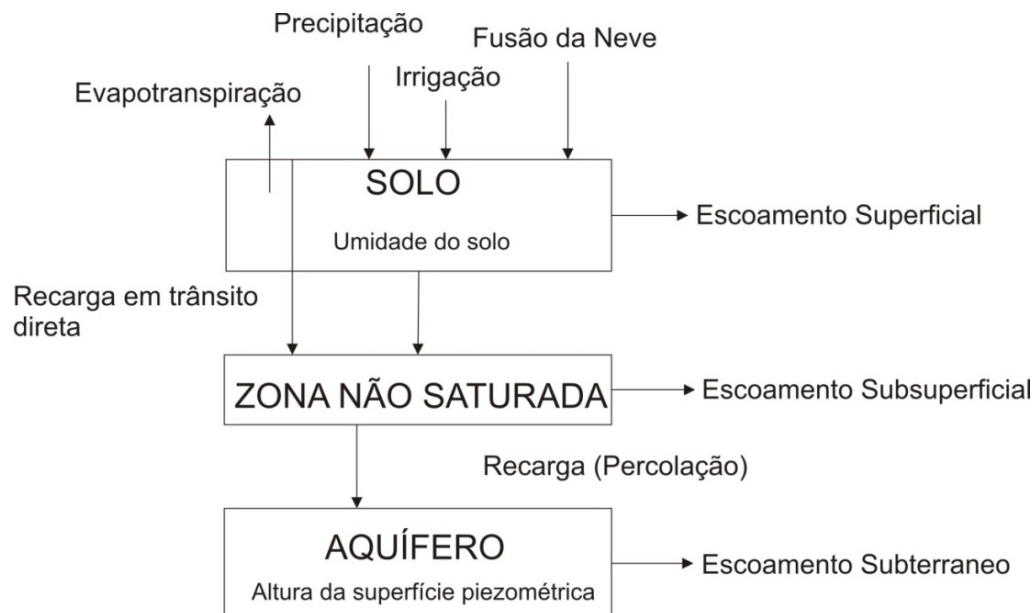 Precipitação
Fusão da Neve
Irrigação
Evapotranspiração
SOLO
Umidade do solo
Escoamento Superficial
Recarga em trânsito
direta
ZONA NÃO SATURADA
Escoamento Subsuperficial
Recarga (Percolação)
AQUÍFERO
Altura da superfície piezométrica
Escoamento Subterraneo